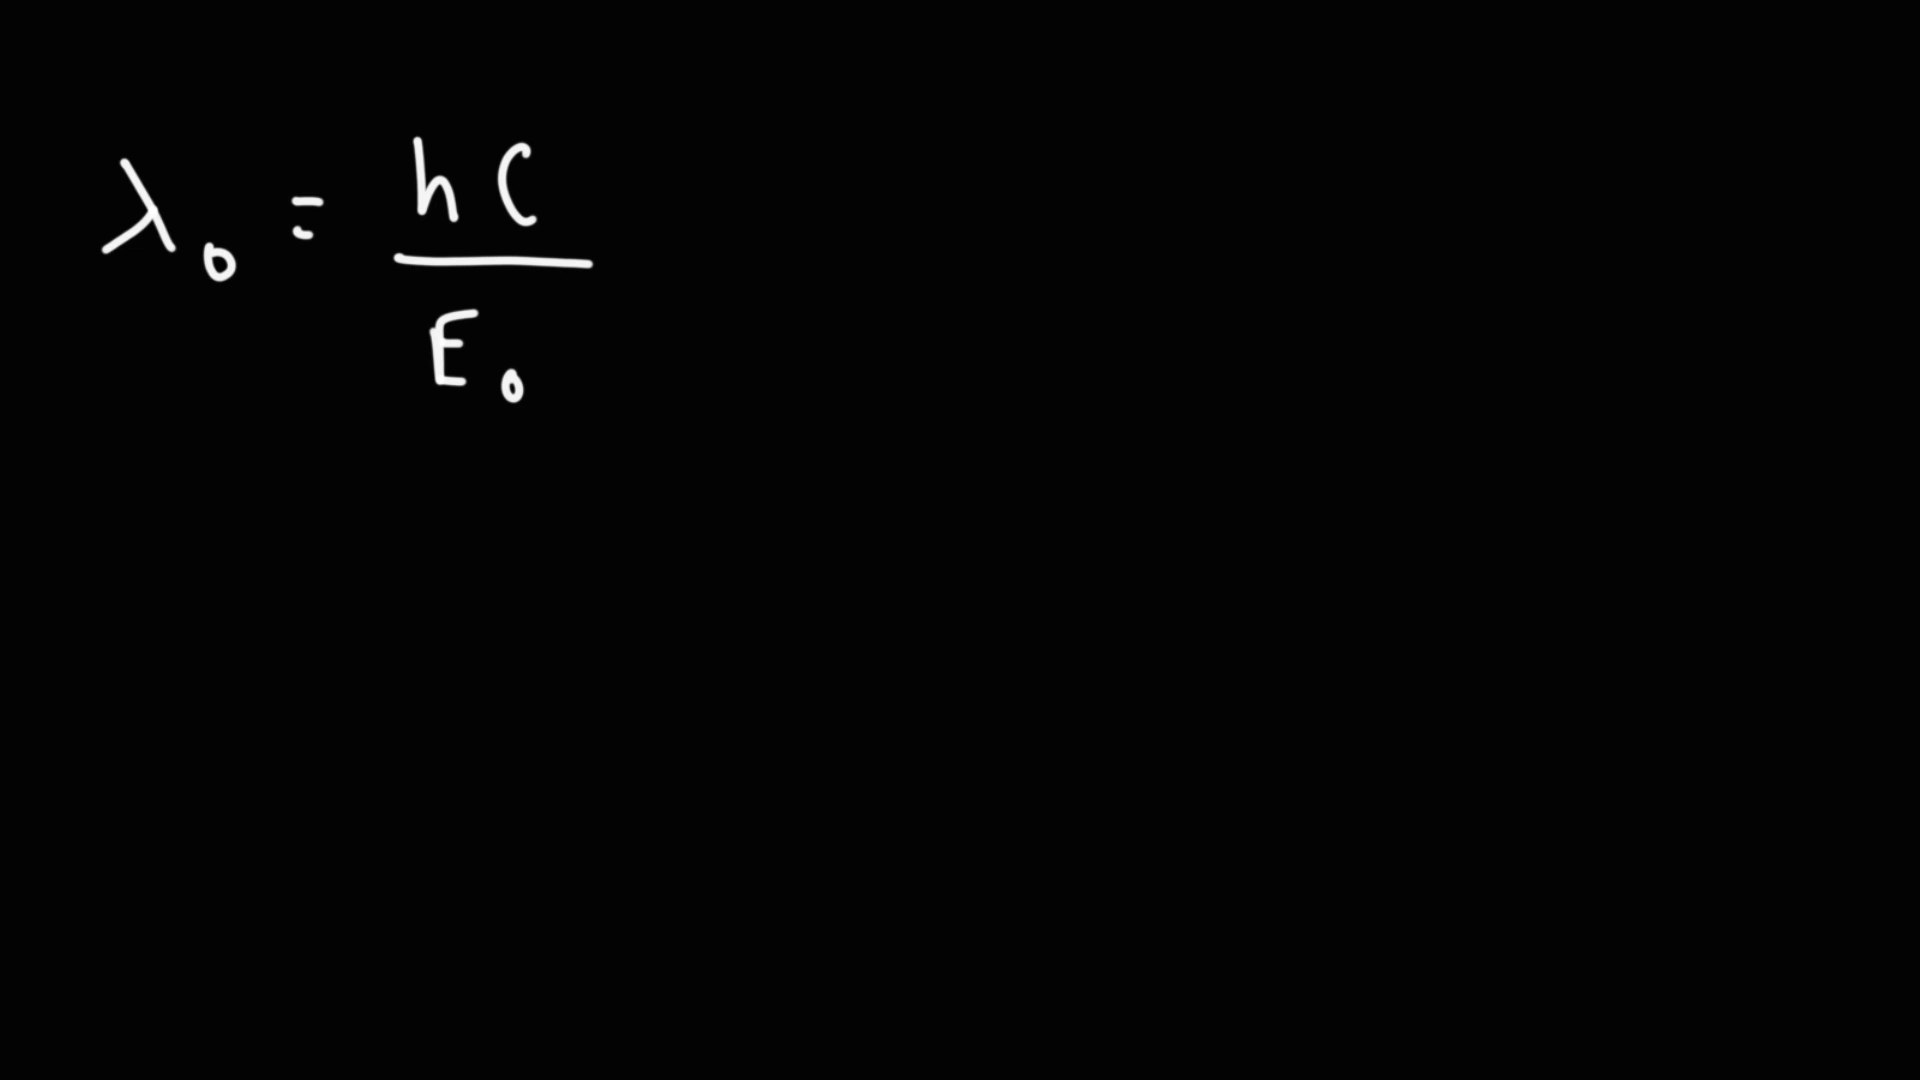 λ₀ = hC / E₀